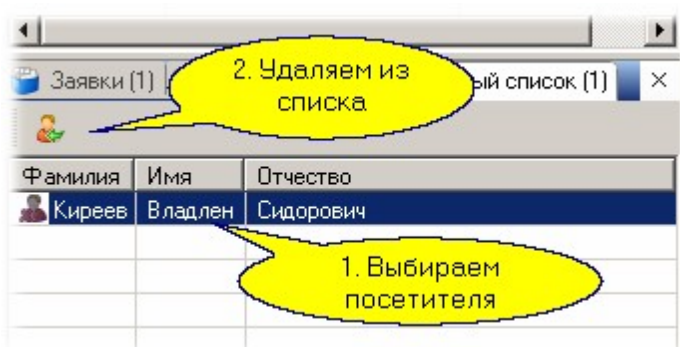 Заявки (1)
2. Удаляем из
списка
ый список (1)
Фамилия Имя Отчество
Киреев Владлен Сидорович
1. Выбираем
посетителя